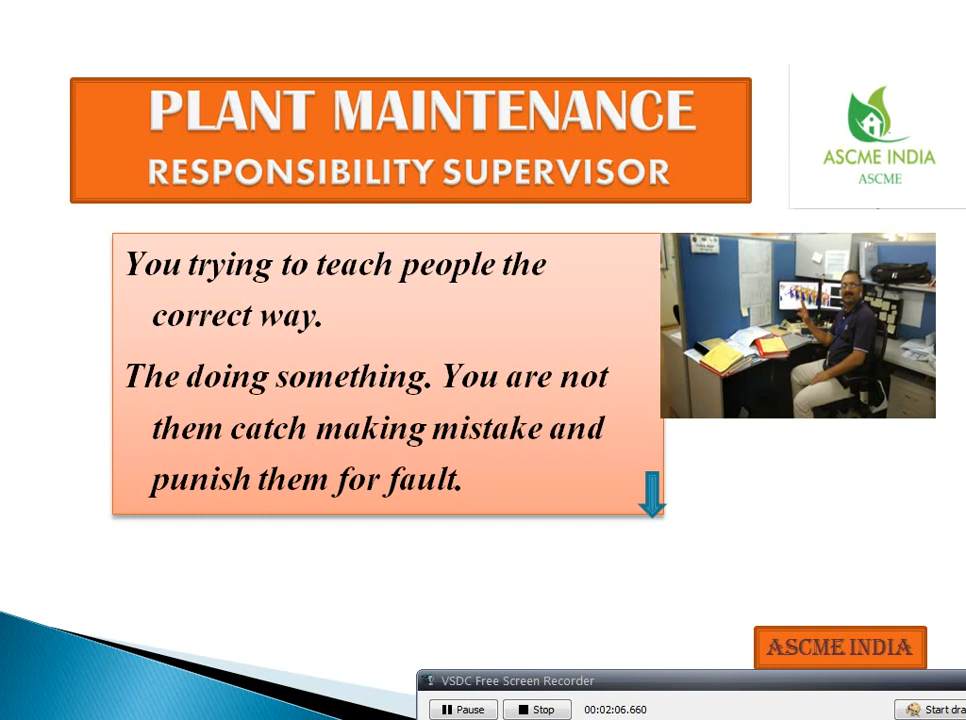 PLANT MAINTENANCE
RESPONSIBILITY SUPERVISOR
ASCME INDIA
ASCME
You trying to teach people the
correct way.
The doing something. You are not
them catch making mistake and
punish them for fault.
ASCME INDIA
VSDC Free Screen Recorder
Pause
Stop
00:02:06.660
Start dra